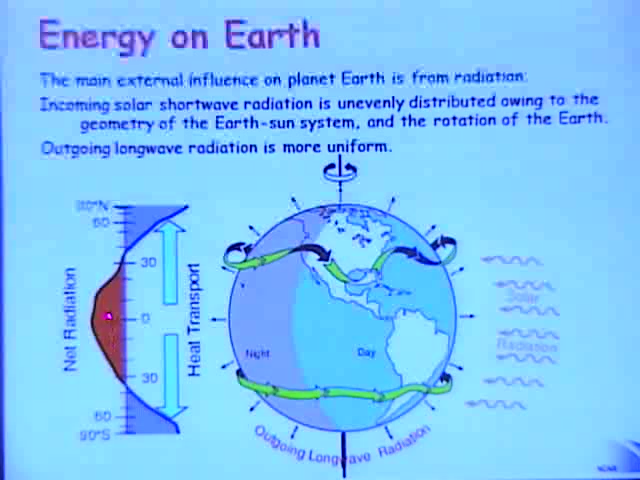 Energy on Earth
The main external influence on planet Earth is from radiation.
Incoming solar shortwave radiation is unevenly distributed owing to the
geometry of the Earth-sun system, and the rotation of the Earth.
Outgoing longwave radiation is more uniform.
60
30
0
30
60
90°S
Net Radiation
Heat Transport
Night
Day
Solar
Radiation
Outgoing Longwave Radiation